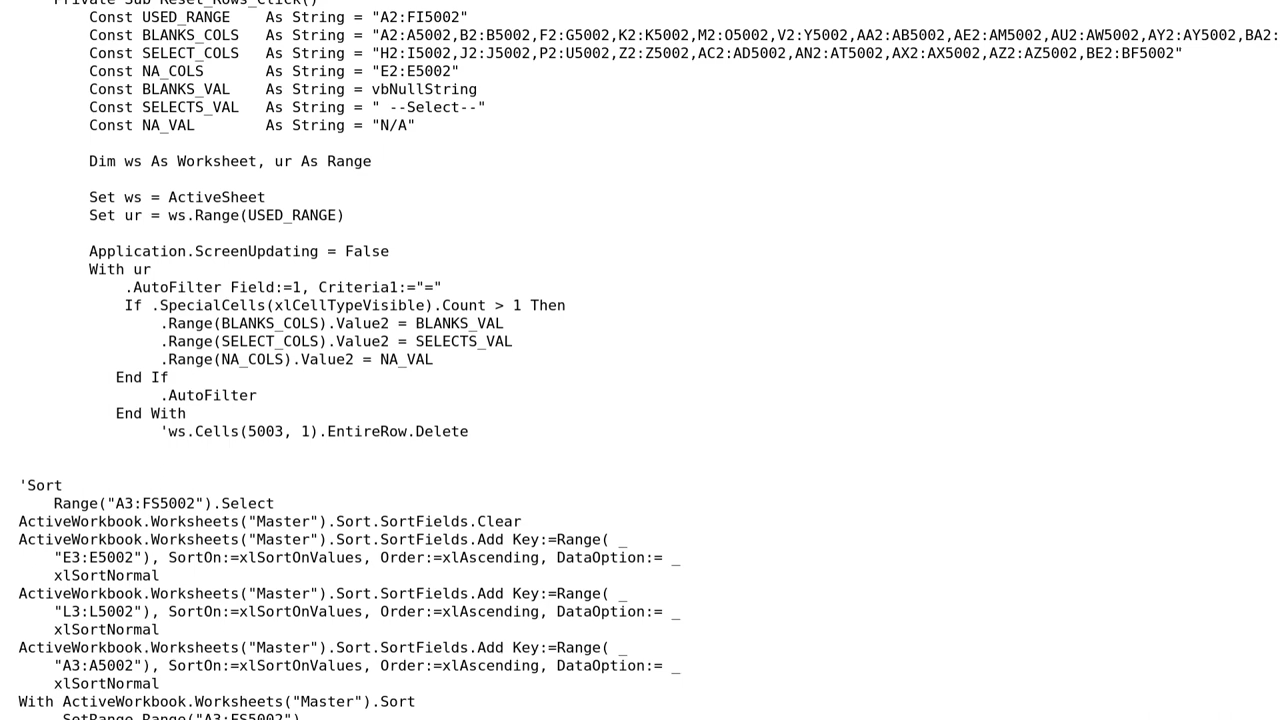 Private Sub Reset_Rows_Click()
Const USED_RANGE    As String = "A2:FI5002"
Const BLANKS_COLS   As String = "A2:A5002,B2:B5002,F2:G5002,K2:K5002,M2:O5002,V2:Y5002,AA2:AB5002,AE2:AM5002,AU2:AW5002,AY2:AY5002,BA2:
Const SELECT_COLS   As String = "H2:I5002,J2:J5002,P2:U5002,Z2:Z5002,AC2:AD5002,AN2:AT5002,AX2:AX5002,AZ2:AZ5002,BE2:BF5002"
Const NA_COLS       As String = "E2:E5002"
Const BLANKS_VAL    As String = vbNullString
Const SELECTS_VAL   As String = " --Select--"
Const NA_VAL        As String = "N/A"
Dim ws As Worksheet, ur As Range
Set ws = ActiveSheet
Set ur = ws.Range(USED_RANGE)
Application.ScreenUpdating = False
With ur
.AutoFilter Field:=1, Criteria1:="="
If .SpecialCells(xlCellTypeVisible).Count > 1 Then
.Range(BLANKS_COLS).Value2 = BLANKS_VAL
.Range(SELECT_COLS).Value2 = SELECTS_VAL
.Range(NA_COLS).Value2 = NA_VAL
End If
.AutoFilter
End With
'ws.Cells(5003, 1).EntireRow.Delete
'Sort
Range("A3:FS5002").Select
ActiveWorkbook.Worksheets("Master").Sort.SortFields.Clear
ActiveWorkbook.Worksheets("Master").Sort.SortFields.Add Key:=Range( _
"E3:E5002"), SortOn:=xlSortOnValues, Order:=xlAscending, DataOption:= _
xlSortNormal
ActiveWorkbook.Worksheets("Master").Sort.SortFields.Add Key:=Range( _
"L3:L5002"), SortOn:=xlSortOnValues, Order:=xlAscending, DataOption:= _
xlSortNormal
ActiveWorkbook.Worksheets("Master").Sort.SortFields.Add Key:=Range( _
"A3:A5002"), SortOn:=xlSortOnValues, Order:=xlAscending, DataOption:= _
xlSortNormal
With ActiveWorkbook.Worksheets("Master").Sort
.SetRange Range("A3:FS5002")